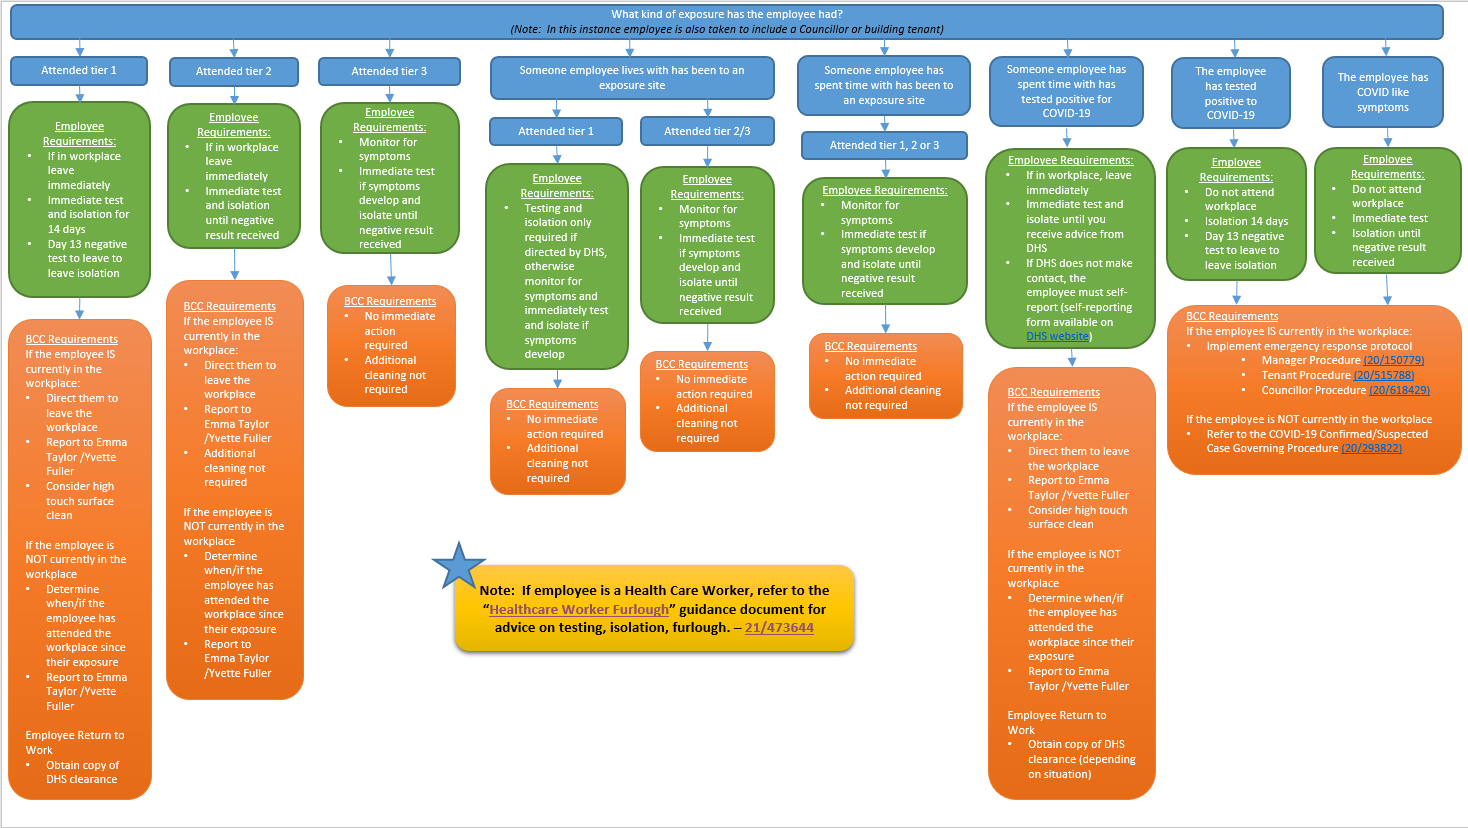 What kind of exposure has the employee had?
(Note:  In this instance employee is also taken to include a Councillor or building tenant)
Attended tier 1
Employee
Requirements:
• If in workplace
leave
immediately
• Immediate test
and isolation for
14 days
• Day 13 negative
test to leave to
leave isolation
BCC Requirements
If the employee IS
currently in the
workplace:
• Direct them to
leave the
workplace
• Report to Emma
Taylor /Yvette
Fuller
• Consider high
touch surface
clean
If the employee is
NOT currently in the
workplace
• Determine
when/if the
employee has
attended the
workplace since
their exposure
• Report to Emma
Taylor /Yvette
Fuller
Employee Return to
Work
• Obtain copy of
DHS clearance
Attended tier 2
Employee
Requirements:
• If in workplace
leave
immediately
• Immediate test
and isolation
until negative
result received
BCC Requirements
If the employee IS
currently in the
workplace:
• Direct them to
leave the
workplace
• Report to
Emma Taylor
/Yvette Fuller
• Additional
cleaning not
required
If the employee is
NOT currently in the
workplace
• Determine
when/if the
employee has
attended the
workplace since
their exposure
• Report to
Emma Taylor
/Yvette Fuller
Attended tier 3
Employee
Requirements:
• Monitor for
symptoms
• Immediate test
if symptoms
develop and
isolate until
negative result
received
BCC Requirements
• No immediate
action
required
• Additional
cleaning not
required
Someone employee lives with has been to an
exposure site
Attended tier 1
Employee
Requirements:
• Testing and
isolation only
required if
directed by DHS,
otherwise
monitor for
symptoms and
immediately test
and isolate if
symptoms
develop
BCC Requirements
• No immediate
action required
• Additional
cleaning not
required
Attended tier 2/3
Employee
Requirements:
• Monitor for
symptoms
• Immediate test
if symptoms
develop and
isolate until
negative result
received
BCC Requirements
• No immediate
action required
• Additional
cleaning not
required
Someone employee has
spent time with has been to
an exposure site
Attended tier 1, 2 or 3
Employee Requirements:
• Monitor for
symptoms
• Immediate test if
symptoms develop
and isolate until
negative result
received
BCC Requirements
• No immediate
action required
• Additional cleaning
not required
Someone employee has
spent time with has
tested positive for
COVID-19
Employee Requirements:
• If in workplace, leave
immediately
• Immediate test and
isolate until you
receive advice from
DHS
• If DHS does not make
contact, the
employee must self-
report (self-reporting
form available on
DHS website)
BCC Requirements
If the employee IS
currently in the
workplace:
• Direct them to leave
the workplace
• Report to Emma
Taylor /Yvette Fuller
• Consider high touch
surface clean
If the employee is NOT
currently in the
workplace
• Determine when/if
the employee has
attended the
workplace since their
exposure
• Report to Emma
Taylor /Yvette Fuller
Employee Return to
Work
• Obtain copy of DHS
clearance (depending
on situation)
The employee
has tested
positive to
COVID-19
Employee
Requirements:
• Do not attend
workplace
• Isolation 14 days
• Day 13 negative
test to leave to
leave isolation
The employee has
COVID like
symptoms
Employee
Requirements:
• Do not attend
workplace
• Immediate test
• Isolation until
negative result
received
BCC Requirements
If the employee IS currently in the workplace:
• Implement emergency response protocol
• Manager Procedure (20/150779)
• Tenant Procedure (20/515788)
• Councillor Procedure (20/618429)
If the employee is NOT currently in the workplace
• Refer to the COVID-19 Confirmed/Suspected
Case Governing Procedure (20/293822)
Note:  If employee is a Health Care Worker, refer to the
“Healthcare Worker Furlough” guidance document for
advice on testing, isolation, furlough. – 21/473644